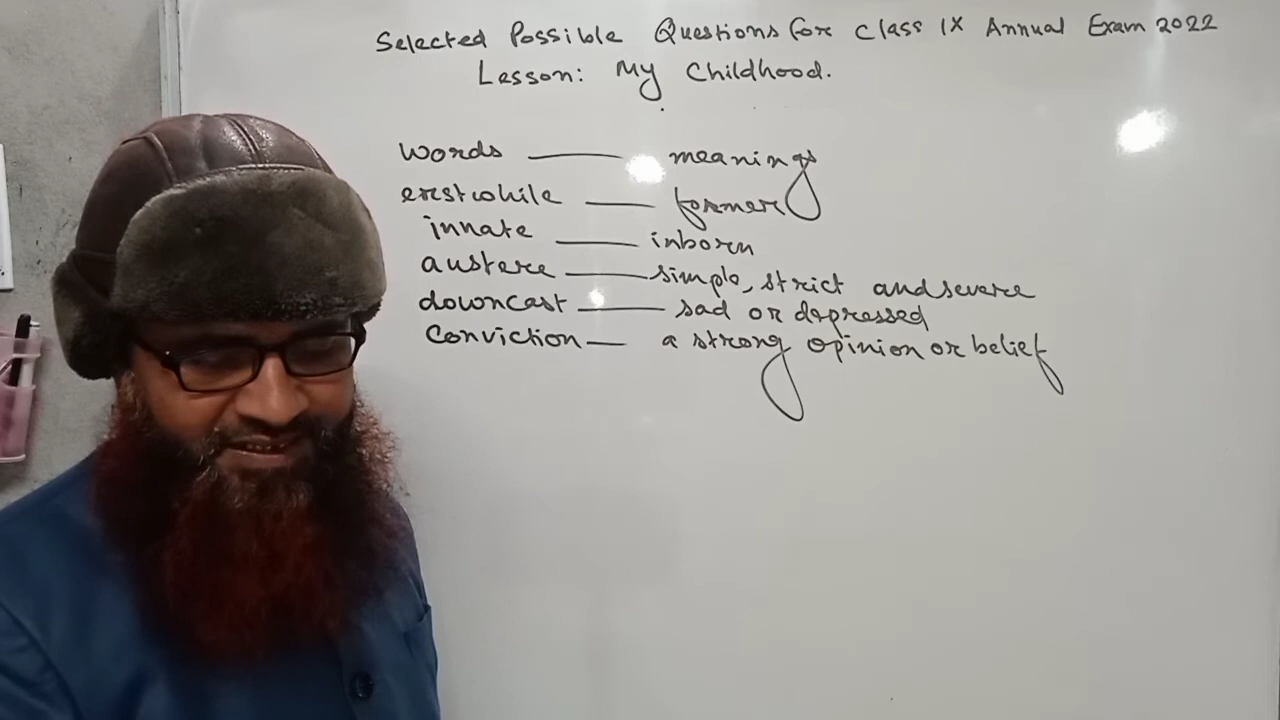 Selected Possible Questions for Class IX Annual Exam 2022
Lesson: My Childhood.
words —— meanings
erstwhile —— former
innate —— inborn
austere —— simple, strict and severe
downcast —— sad or depressed
Conviction — a strong opinion or belief